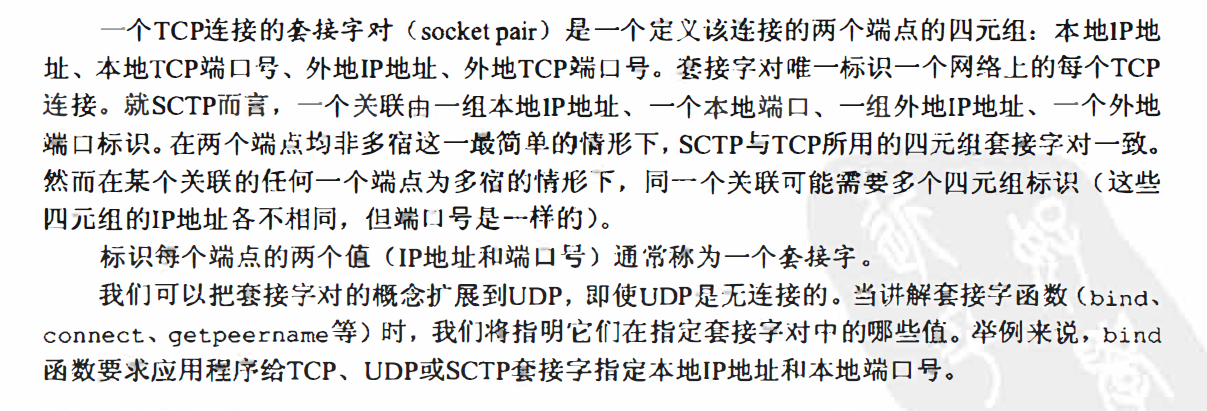 一个TCP连接的套接字对（socket pair）是一个定义该连接的两个端点的四元组：本地IP地
址、本地TCP端口号、外地IP地址、外地TCP端口号。套接字对唯一标识一个网络上的每个TCP
连接。就SCTP而言，一个关联由一组本地IP地址、一个本地端口、一组外地IP地址、一个外地
端口标识。在两个端点均非多宿这一最简单的情形下，SCTP与TCP所用的四元组套接字对一致。
然而在某个关联的任何一个端点为多宿的情形下，同一个关联可能需要多个四元组标识（这些
四元组的IP地址各不相同，但端口号是一样的）。
标识每个端点的两个值（IP地址和端口号）通常称为一个套接字。
我们可以把套接字对的概念扩展到UDP，即使UDP是无连接的。当讲解套接字函数（bind、
connect、getpeername等）时，我们将指明它们在指定套接字对中的哪些值。举例来说，bind
函数要求应用程序给TCP、UDP或SCTP套接字指定本地IP地址和本地端口号。